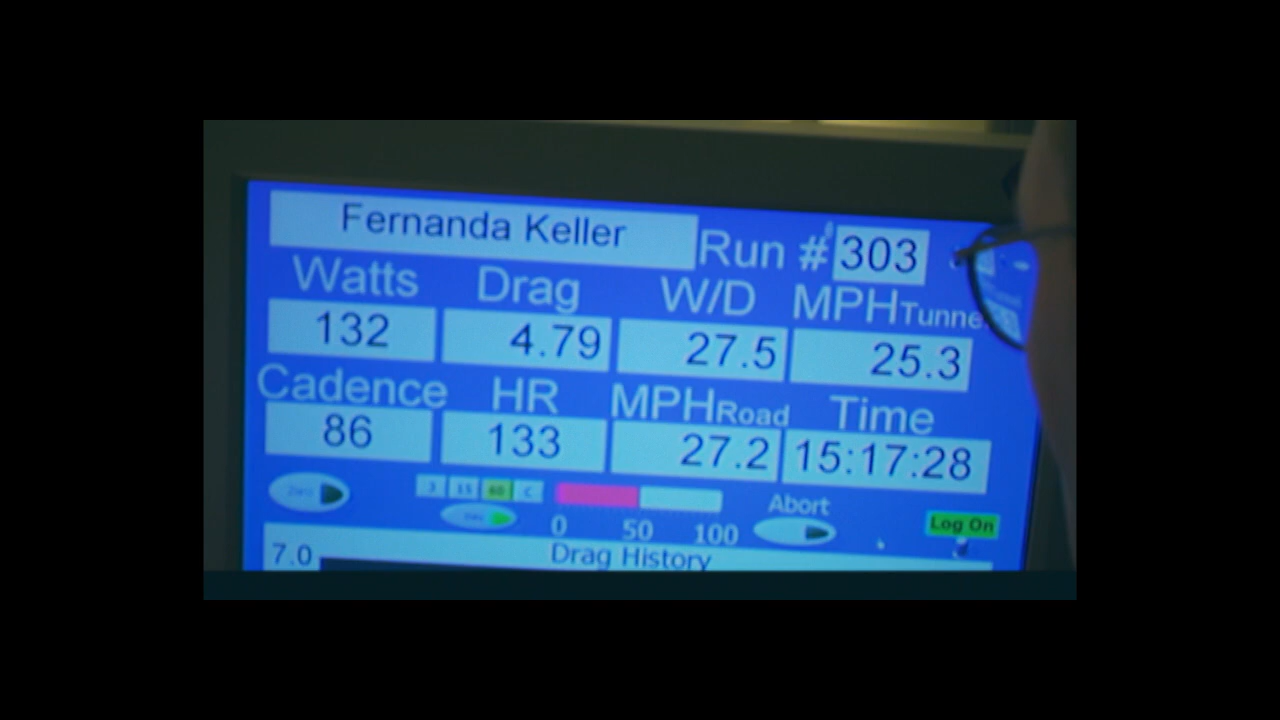 Fernanda Keller
Run # 303
Watts Drag W/D MPH Tunnel
132 4.79 27.5 25.3
Cadence HR MPH Road Time
86 133 27.2 15:17:28
60 C
0 50 100
Abort
Log On
Drag History
7.0